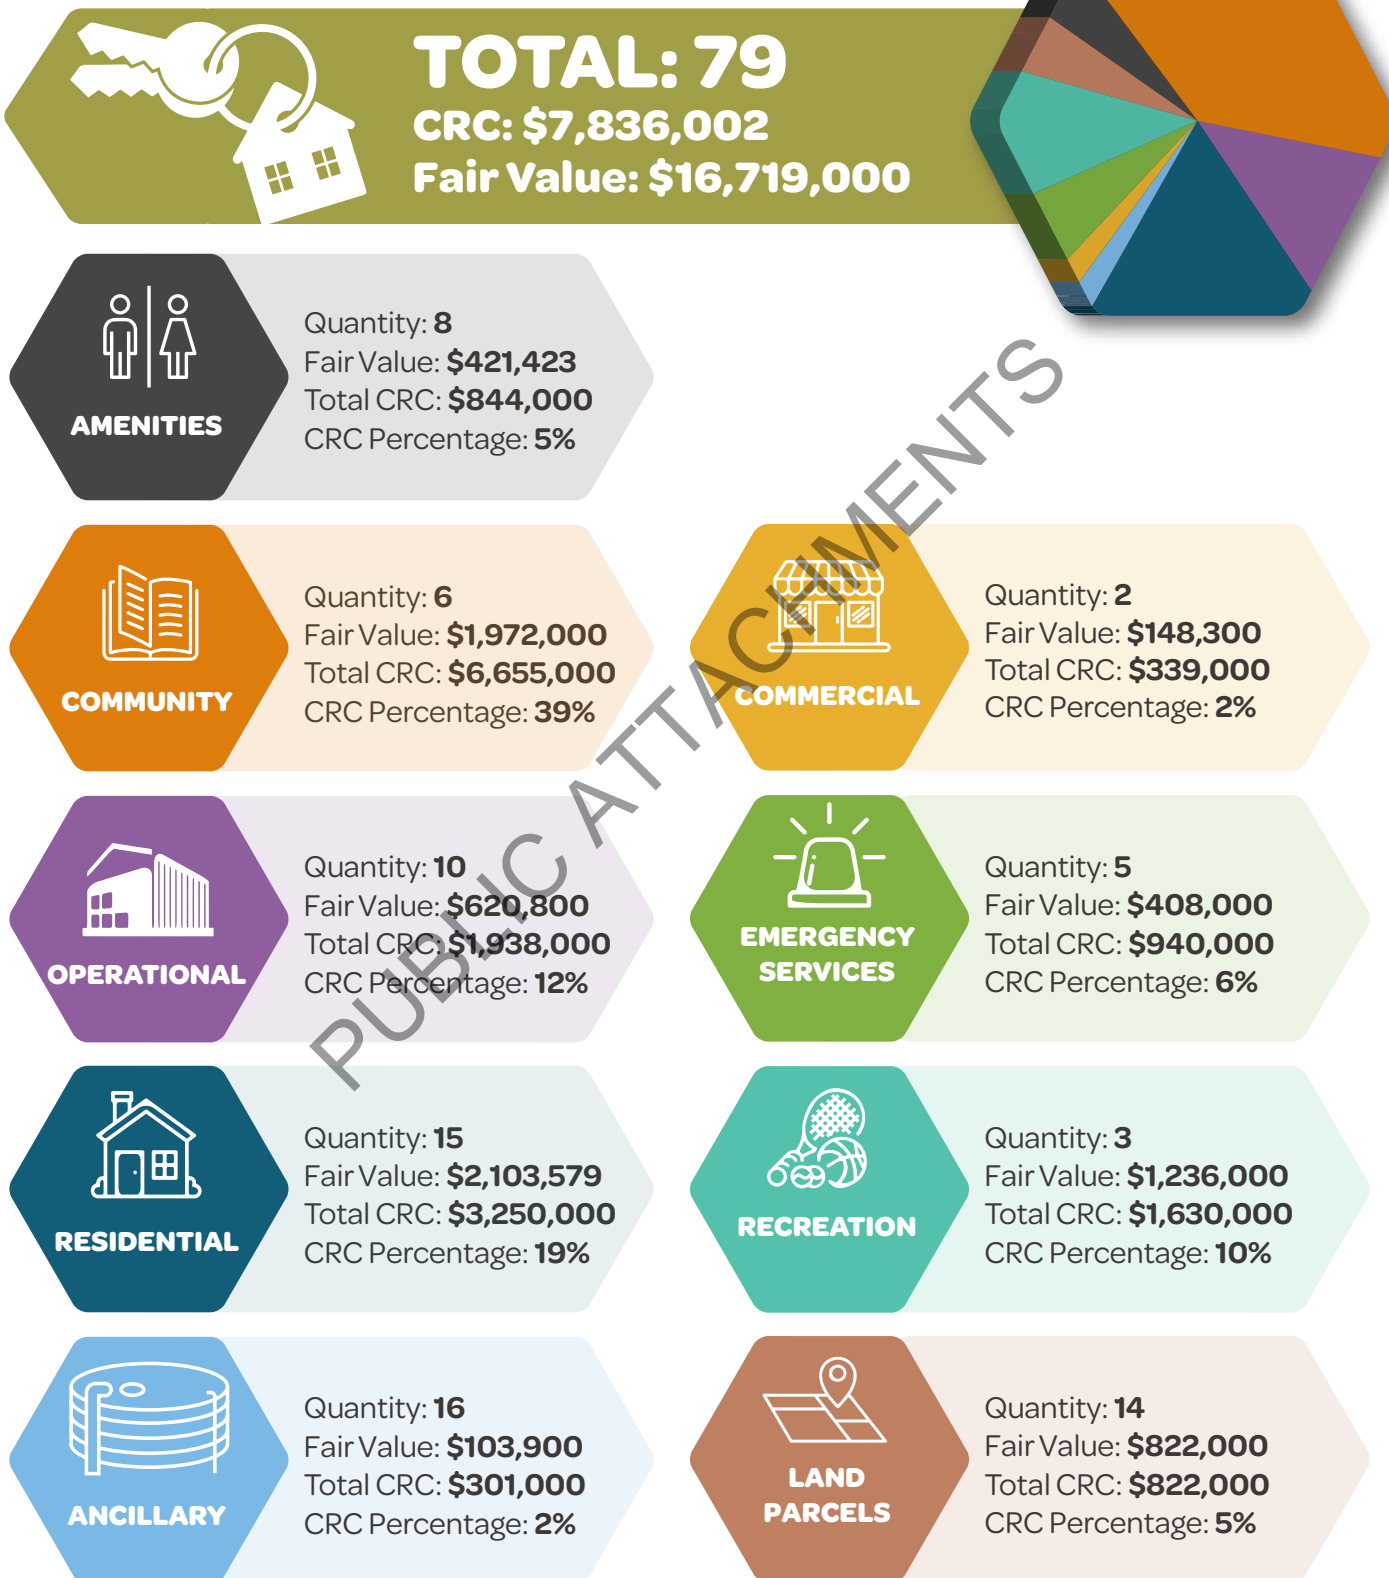 TOTAL: 79
CRC: $7,836,002
Fair Value: $16,719,000
AMENITIES
Quantity: 8
Fair Value: $421,423
Total CRC: $844,000
CRC Percentage: 5%
COMMUNITY
Quantity: 6
Fair Value: $1,972,000
Total CRC: $6,655,000
CRC Percentage: 39%
COMMERCIAL
Quantity: 2
Fair Value: $148,300
Total CRC: $339,000
CRC Percentage: 2%
OPERATIONAL
Quantity: 10
Fair Value: $620,800
Total CRC: $1,938,000
CRC Percentage: 12%
EMERGENCY
SERVICES
Quantity: 5
Fair Value: $408,000
Total CRC: $940,000
CRC Percentage: 6%
RESIDENTIAL
Quantity: 15
Fair Value: $2,103,579
Total CRC: $3,250,000
CRC Percentage: 19%
RECREATION
Quantity: 3
Fair Value: $1,236,000
Total CRC: $1,630,000
CRC Percentage: 10%
ANCILLARY
Quantity: 16
Fair Value: $103,900
Total CRC: $301,000
CRC Percentage: 2%
LAND
PARCELS
Quantity: 14
Fair Value: $822,000
Total CRC: $822,000
CRC Percentage: 5%
PUBLIC ATTACHMENTS